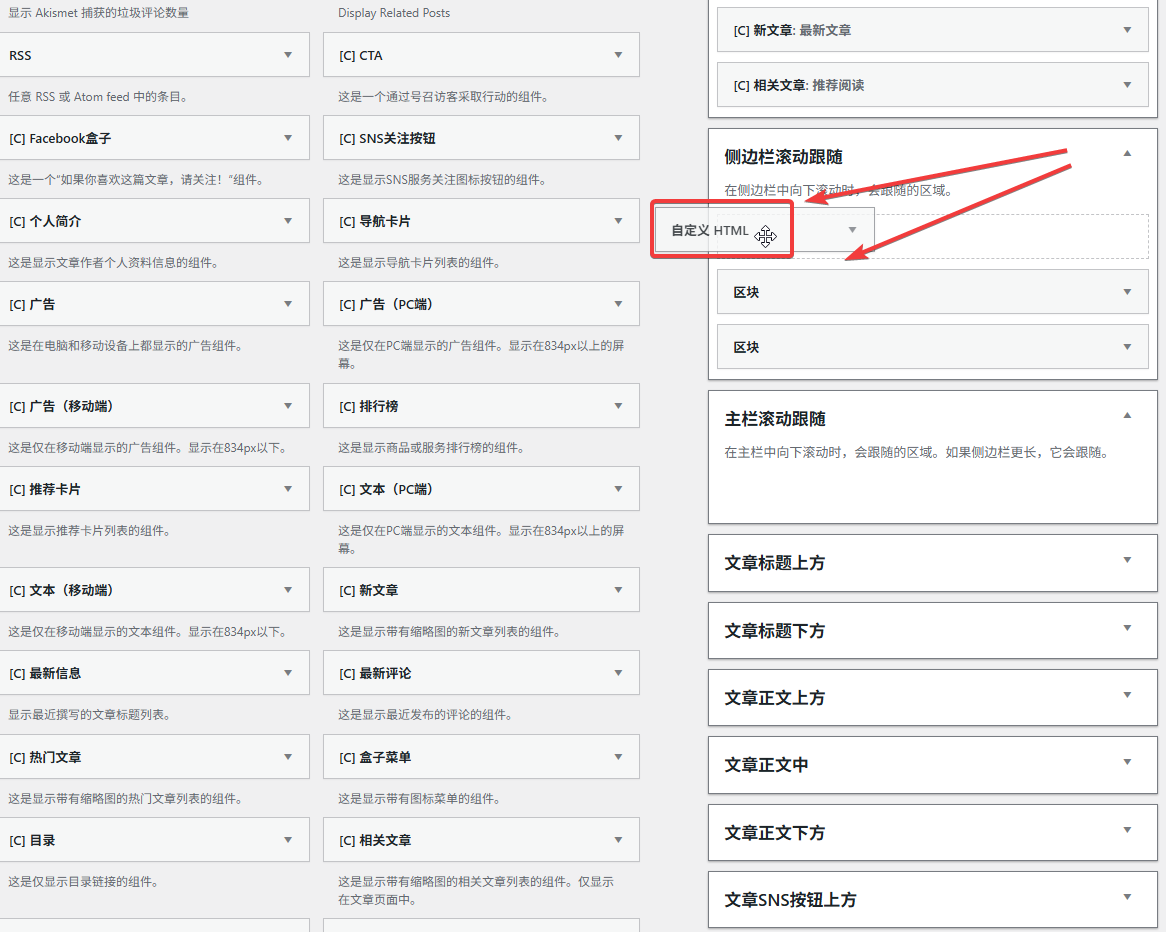 显示 Akismet 捕获的垃圾评论数量
Display Related Posts
RSS
[C] CTA
任意 RSS 或 Atom feed 中的条目。
这是一个通过号召访客采取行动的组件。
[C] Facebook盒子
[C] SNS关注按钮
这是一个“如果你喜欢这篇文章，请关注！”组件。
这是显示SNS服务关注图标按钮的组件。
[C] 个人简介
[C] 导航卡片
这是显示文章作者个人资料信息的组件。
这是显示导航卡片列表的组件。
[C] 广告
[C] 广告（PC端）
这是在电脑和移动设备上都显示的广告组件。
这是仅在PC端显示的广告组件。显示在834px以上的屏
幕。
[C] 广告（移动端）
[C] 排行榜
这是仅在移动端显示的广告组件。显示在834px以下。
这是显示商品或服务排行榜的组件。
[C] 推荐卡片
[C] 文本（PC端）
这是显示推荐卡片列表的组件。
这是仅在PC端显示的文本组件。显示在834px以上的屏
幕。
[C] 文本（移动端）
[C] 新文章
这是仅在移动端显示的文本组件。显示在834px以下。
这是显示带有缩略图的新文章列表的组件。
[C] 最新信息
[C] 最新评论
显示最近撰写的文章标题列表。
这是显示最近发布的评论的组件。
[C] 热门文章
[C] 盒子菜单
这是显示带有缩略图的热门文章列表的组件。
这是显示带有图标菜单的组件。
[C] 目录
[C] 相关文章
这是仅显示目录链接的组件。
这是显示带有缩略图的相关文章列表的组件。仅显示
在文章页面中。
[C] 新文章: 最新文章
[C] 相关文章: 推荐阅读
侧边栏滚动跟随
在侧边栏中向下滚动时，会跟随的区域。
自定义 HTML
区块
区块
主栏滚动跟随
在主栏中向下滚动时，会跟随的区域。如果侧边栏更长，它会跟随。
文章标题上方
文章标题下方
文章正文上方
文章正文中
文章正文下方
文章SNS按钮上方